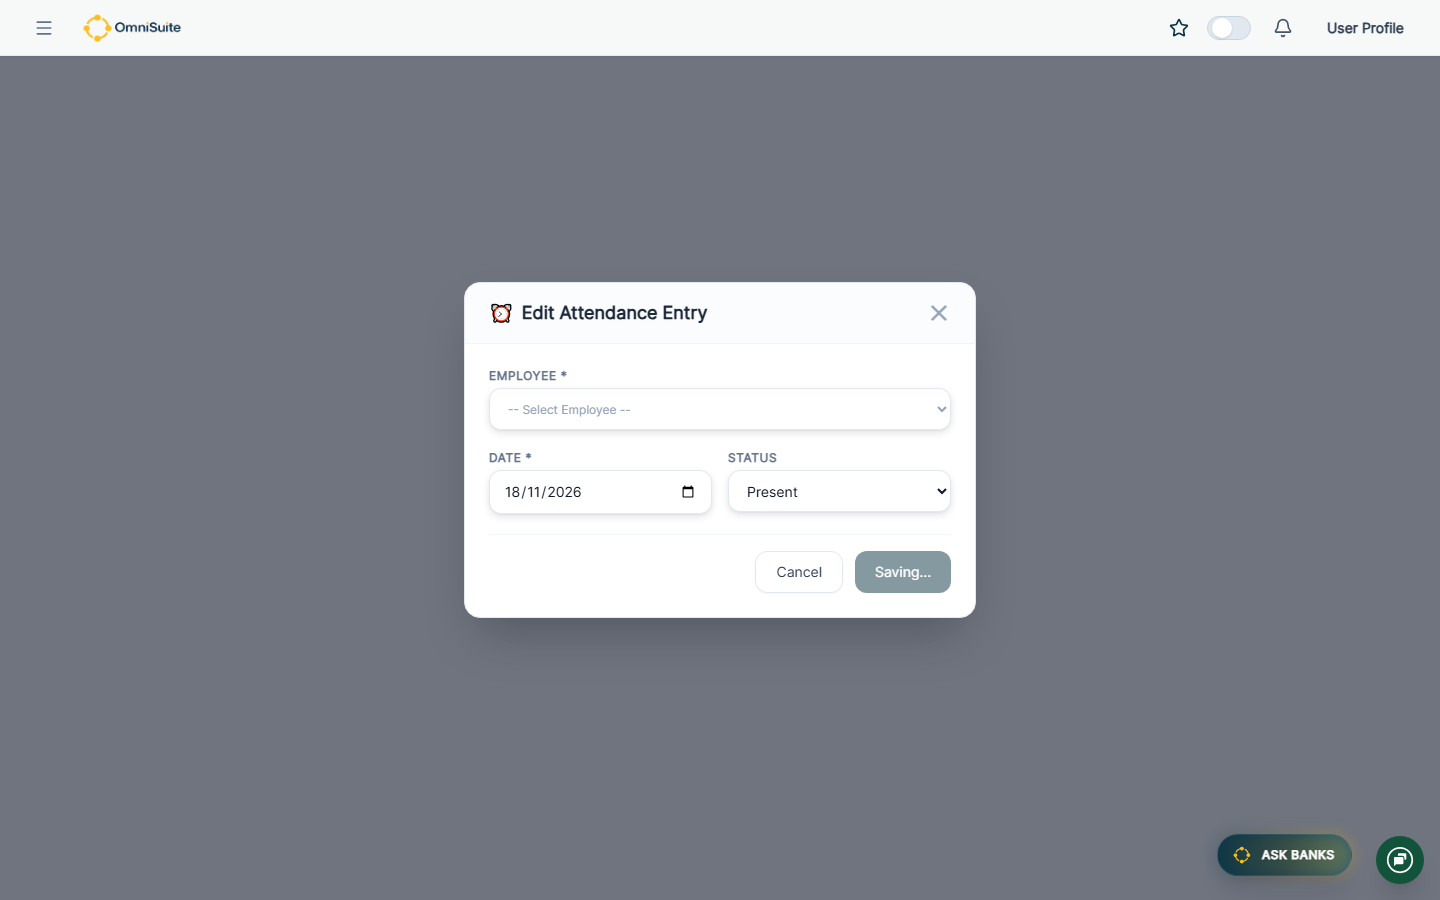 OmniSuite
User Profile
Edit Attendance Entry
EMPLOYEE *
-- Select Employee --
DATE *
STATUS
18/11/2026
Present
Cancel
Saving...
ASK BANKS